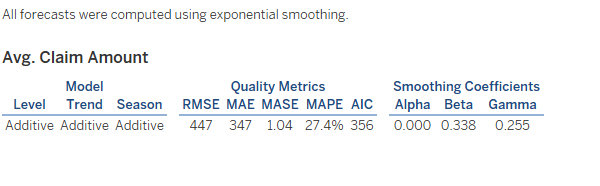 All forecasts were computed using exponential smoothing.
Avg. Claim Amount
Model Quality Metrics Smoothing Coefficients
Level Trend Season RMSE MAE MASE MAPE AIC Alpha Beta Gamma
Additive Additive Additive 447 347 1.04 27.4% 356 0.000 0.338 0.255